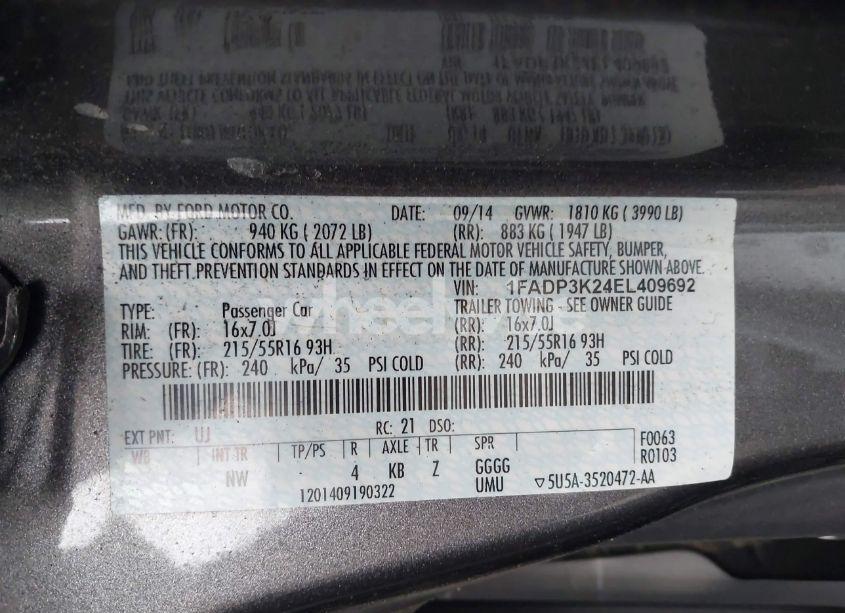 MFD. BY FORD MOTOR CO. DATE: 09/14 GVWR: 1810 KG ( 3990 LB)
GAWR: (FR): 940 KG ( 2072 LB) (RR): 883 KG ( 1947 LB)
THIS VEHICLE CONFORMS TO ALL APPLICABLE FEDERAL MOTOR VEHICLE SAFETY, BUMPER,
AND THEFT PREVENTION STANDARDS IN EFFECT ON THE DATE OF MANUFACTURE SHOWN ABOVE.
VIN: 1FADP3K24EL409692
TYPE: Passenger Car TRAILER TOWING - SEE OWNER GUIDE
RIM: (FR): 16x7.0J (RR): 16x7.0J
TIRE: (FR): 215/55R16 93H (RR): 215/55R16 93H
PRESSURE: (FR): 240 kPa/ 35 PSI COLD (RR): 240 kPa/ 35 PSI COLD
RC: 21 DSO:
EXT PNT: UJ F0063
WB INT TR TP/PS R AXLE TR SPR R0103
NW - 4 KB Z GGGG
UMU ▽5U5A-3520472-AA
1201409190322